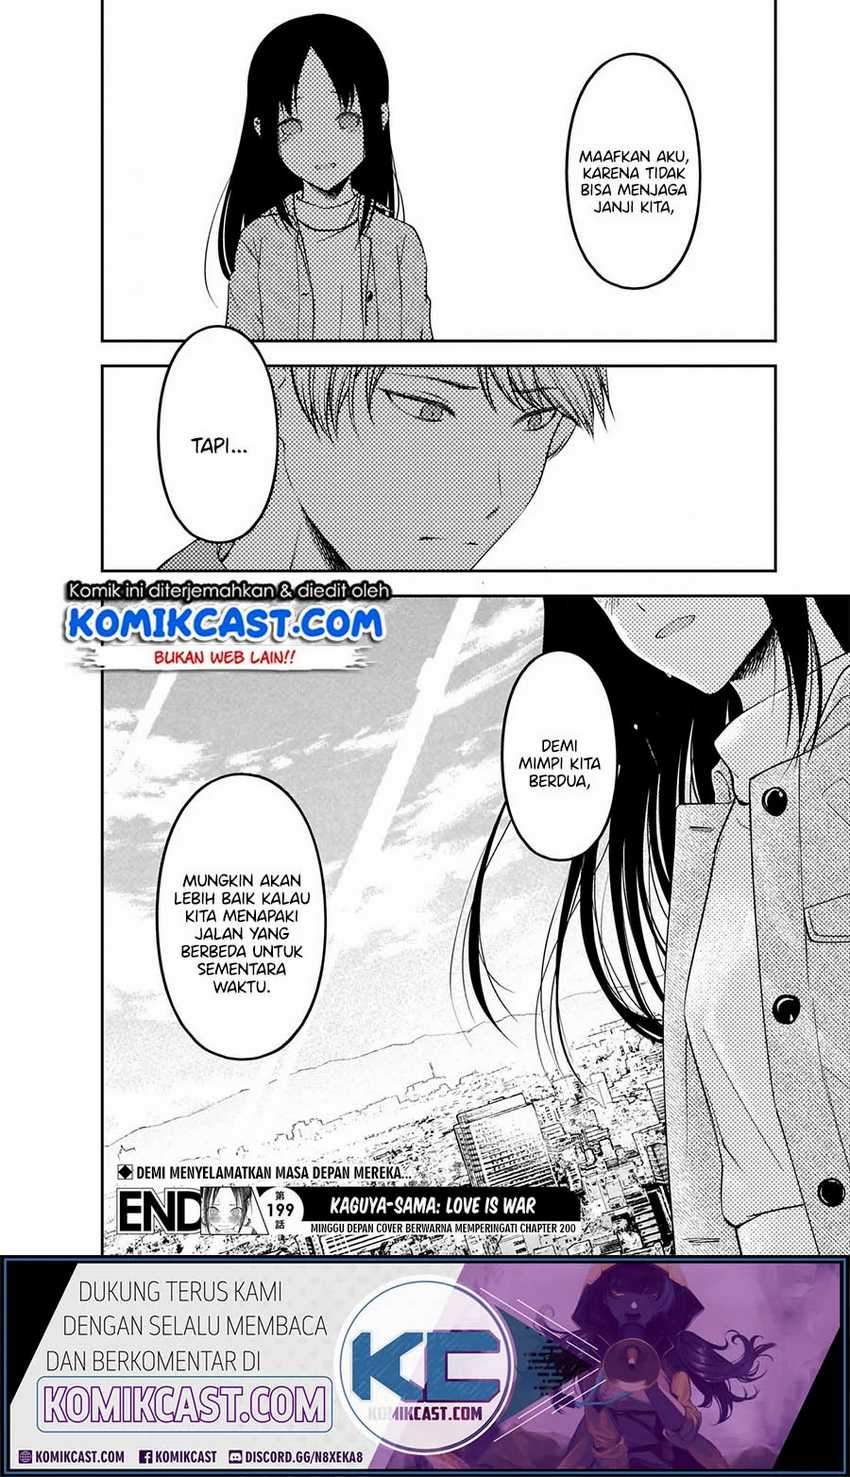 MAAFKAN AKU,
KARENA TIDAK
BISA MENJAGA
JANJI KITA,
TAPI...
Komik ini diterjemahkan & diedit oleh
KOMIKCAST.COM
BUKAN WEB LAIN!!
DEMI
MIMPI KITA
BERDUA,
MUNGKIN AKAN
LEBIH BAIK KALAU
KITA MENAPAKI
JALAN YANG
BERBEDA UNTUK
SEMENTARA
WAKTU.
DEMI MENYELAMATKAN MASA DEPAN MEREKA...
END
第
199
話
KAGUYA-SAMA: LOVE IS WAR
MINGGU DEPAN COVER BERWARNA MEMPERINGATI CHAPTER 200
DUKUNG TERUS KAMI
DENGAN SELALU MEMBACA
DAN BERKOMENTAR DI
KOMIKCAST.COM
KC
KOMIKCAST.COM
KOMIKCAST.COM KOMIKCAST DISCORD.GG/N8XEKA8